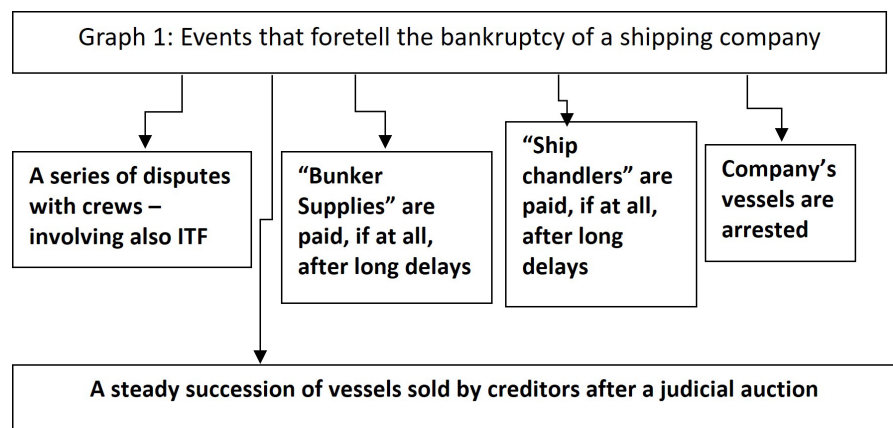 Graph 1: Events that foretell the bankruptcy of a shipping company
A series of disputes
with crews –
involving also ITF
“Bunker
Supplies” are
paid, if at all,
after long delays
“Ship
chandlers” are
paid, if at all,
after long
delays
Company’s
vessels are
arrested
A steady succession of vessels sold by creditors after a judicial auction